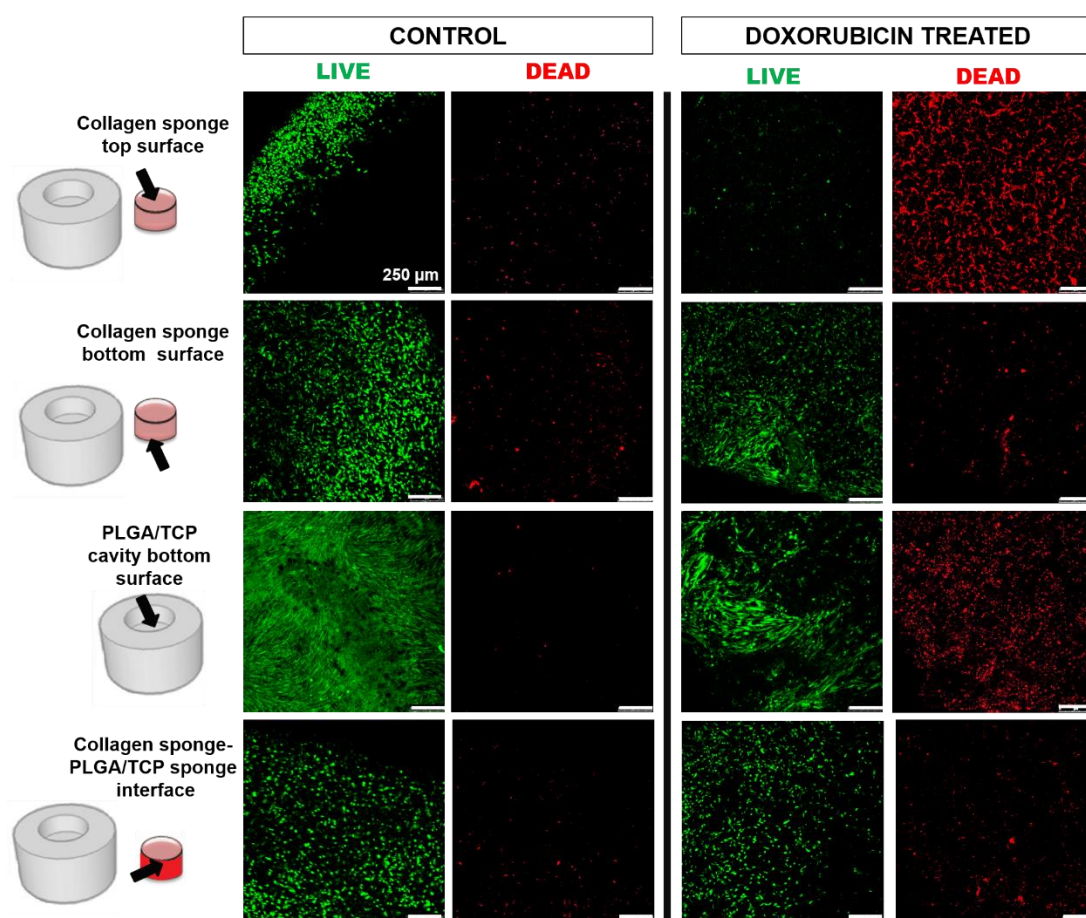 CONTROL
DOXORUBICIN TREATED
LIVE
DEAD
LIVE
DEAD
Collagen sponge
top surface
250 µm
Collagen sponge
bottom surface
PLGA/TCP
cavity bottom
surface
Collagen sponge-
PLGA/TCP sponge
interface